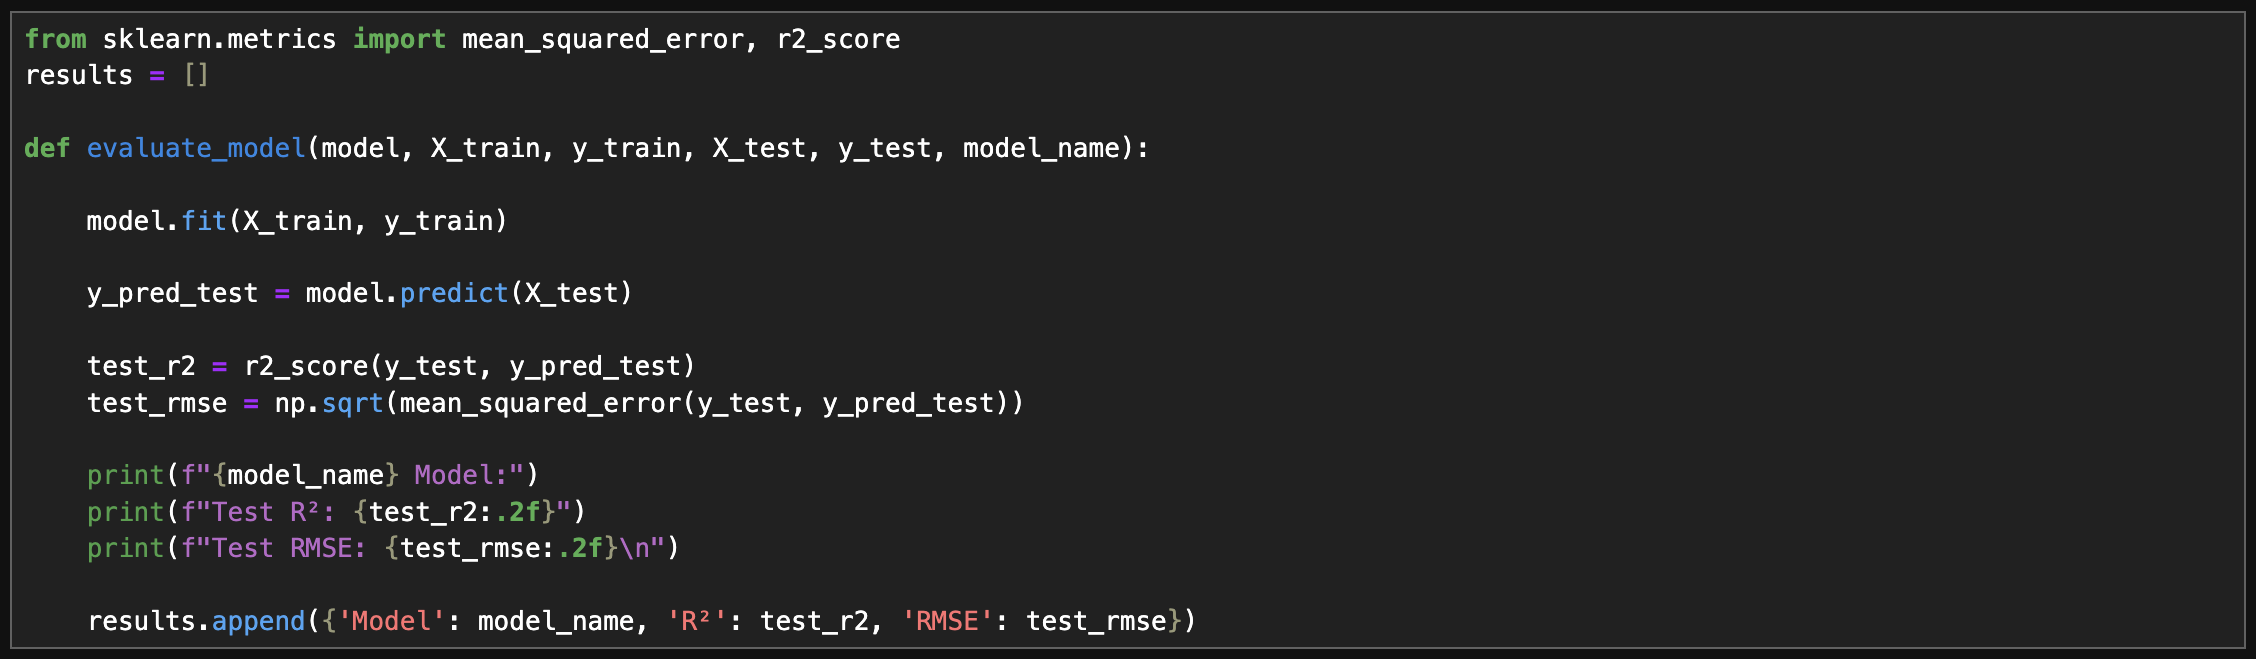 from sklearn.metrics import mean_squared_error, r2_score
results = []
def evaluate_model(model, X_train, y_train, X_test, y_test, model_name):
    model.fit(X_train, y_train)
    y_pred_test = model.predict(X_test)
    test_r2 = r2_score(y_test, y_pred_test)
    test_rmse = np.sqrt(mean_squared_error(y_test, y_pred_test))
    print(f"{model_name} Model:")
    print(f"Test R²: {test_r2:.2f}")
    print(f"Test RMSE: {test_rmse:.2f}\n")
    results.append({'Model': model_name, 'R²': test_r2, 'RMSE': test_rmse})